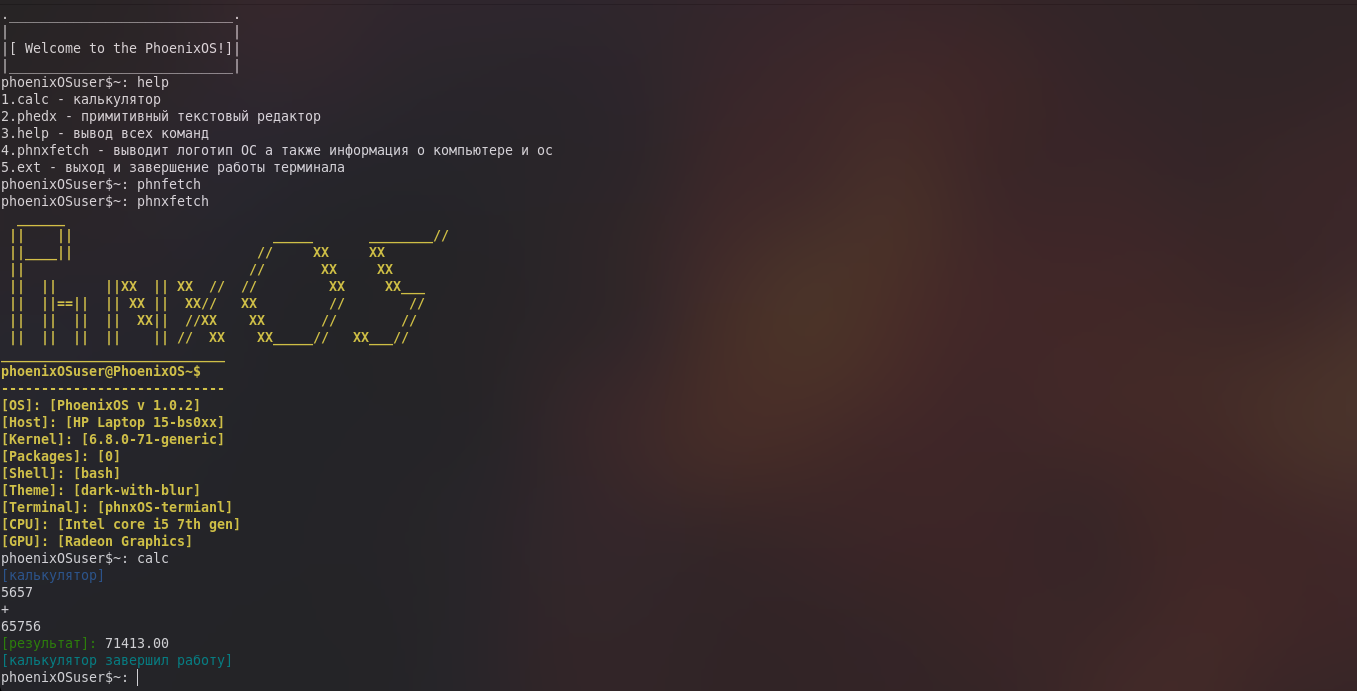 .____________________________.
|                            |
|[ Welcome to the PhoenixOS!]|
|____________________________|
phoenixOSuser$~: help
1.calc - калькулятор
2.phedx - примитивный текстовый редактор
3.help - вывод всех команд
4.phnxfetch - выводит логотип ОС а также информация о компьютере и ос
5.ext - выход и завершение работы терминала
phoenixOSuser$~: phnfetch
phoenixOSuser$~: phnxfetch
  ______
 ||    ||                         _____       ________//
 ||____||                       //     XX     XX
 ||                            //       XX     XX
 ||  ||      ||XX  || XX  //  //         XX     XX___
 ||  ||==||  || XX ||  XX//   XX         //        //
 ||  ||  ||  ||  XX||  //XX    XX       //        //
 ||  ||  ||  ||    || //  XX    XX_____//   XX___//
____________________________
phoenixOSuser@PhoenixOS~$
----------------------------
[OS]: [PhoenixOS v 1.0.2]
[Host]: [HP Laptop 15-bs0xx]
[Kernel]: [6.8.0-71-generic]
[Packages]: [0]
[Shell]: [bash]
[Theme]: [dark-with-blur]
[Terminal]: [phnxOS-termianl]
[CPU]: [Intel core i5 7th gen]
[GPU]: [Radeon Graphics]
phoenixOSuser$~: calc
[калькулятор]
5657
+
65756
[результат]: 71413.00
[калькулятор завершил работу]
phoenixOSuser$~: